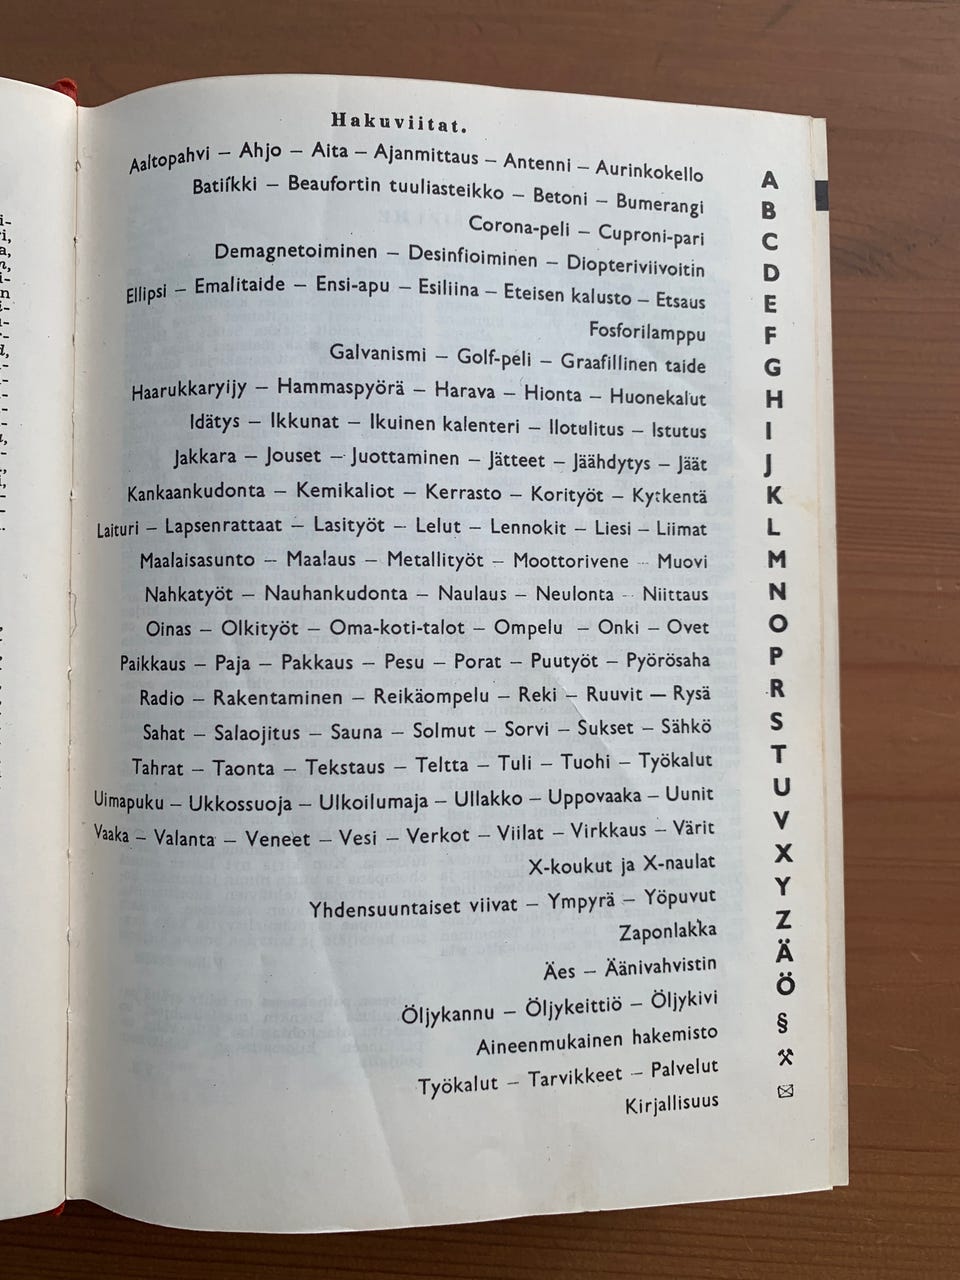 Hakuviitat.
Aaltopahvi – Ahjo – Aita – Ajanmittaus – Antenni – Aurinkokello A
Batiikki – Beaufortin tuuliasteikko – Betoni – Bumerangi B
Corona-peli – Cuproni-pari C
Demagnetoiminen – Desinfioiminen – Diopteriviivoitin D
Ellipsi – Emalitaide – Ensi-apu – Esiliina – Eteisen kalusto – Etsaus E
Fosforilamppu F
Galvanismi – Golf-peli – Graafillinen taide G
Haarukkaryijy – Hammaspyörä – Harava – Hionta – Huonekalut H
Idätys – Ikkunat – Ikuinen kalenteri – Ilotulitus – Istutus I
Jakkara – Jouset – Juottaminen – Jätteet – Jäähdytys – Jäät J
Kankaankudonta – Kemikaliot – Kerrasto – Korityöt – Kytkentä K
Laituri – Lapsenrattaat – Lasityöt – Lelut – Lennokit – Liesi – Liimat L
Maalaisasunto – Maalaus – Metallityöt – Moottorivene – Muovi M
Nahkatyöt – Nauhankudonta – Naulaus – Neulonta – Niittaus N
Oinas – Olkityöt – Oma-koti-talot – Ompelu – Onki – Ovet O
Paikkaus – Paja – Pakkaus – Pesu – Porat – Puutyöt – Pyörösaha P
Radio – Rakentaminen – Reikäompelu – Reki – Ruuvit — Rysä R
Sahat – Salaojitus – Sauna – Solmut – Sorvi – Sukset – Sähkö S
Tahrat – Taonta – Tekstaus – Teltta – Tuli – Tuohi – Työkalut T
Uimapuku – Ukkossuoja – Ulkoilumaja – Ullakko – Uppovaaka – Uunit U
Vaaka – Valanta – Veneet – Vesi – Verkot – Viilat – Virkkaus – Värit V
X-koukut ja X-naulat X
Yhdensuuntaiset viivat – Ympyrä – Yöpuvut Y
Zaponlakka Z
Äes – Äänivahvistin Ä
Öljykannu – Öljykeittiö – Öljykivi Ö
Aineenmukainen hakemisto §
Työkalut – Tarvikkeet – Palvelut ⚒
Kirjallisuus ✉